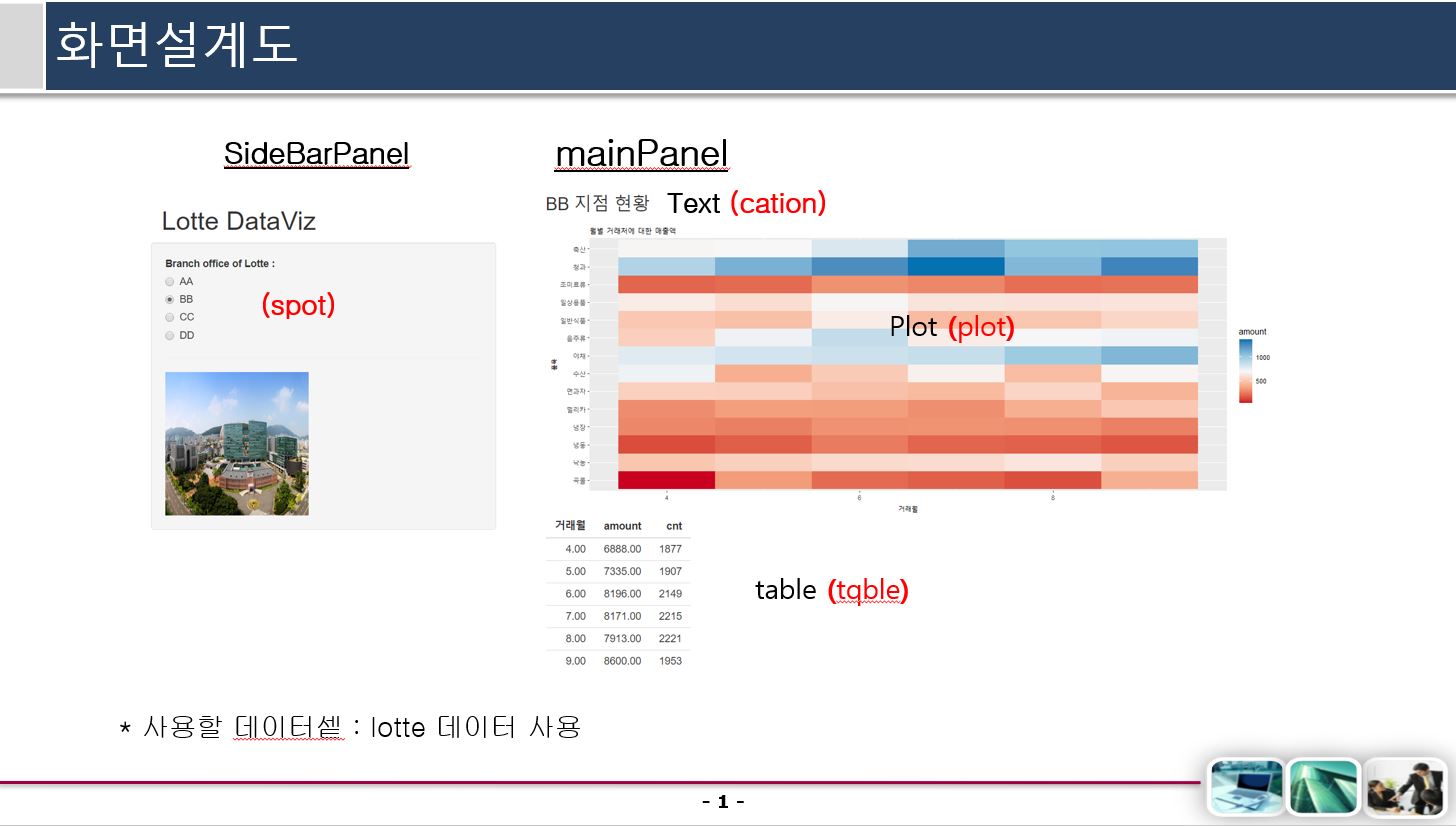 화면설계도
SideBarPanel
mainPanel
Lotte DataViz
Branch office of Lotte :
AA
BB
CC
DD
(spot)
BB 지점 현황 Text (cation)
월별 거래처에 대한 매출액
축산
청과
조미료류
일상용품
일반식품
음주류
야채
수산
면과자
델리카
냉장
냉동
낙농
곡물
품목
Plot (plot)
4 6 8
거래월
amount
1000
500
거래월 amount cnt
4.00 6888.00 1877
5.00 7335.00 1907
6.00 8196.00 2149
7.00 8171.00 2215
8.00 7913.00 2221
9.00 8600.00 1953
table (tqble)
* 사용할 데이터셑 : lotte 데이터 사용
- 1 -